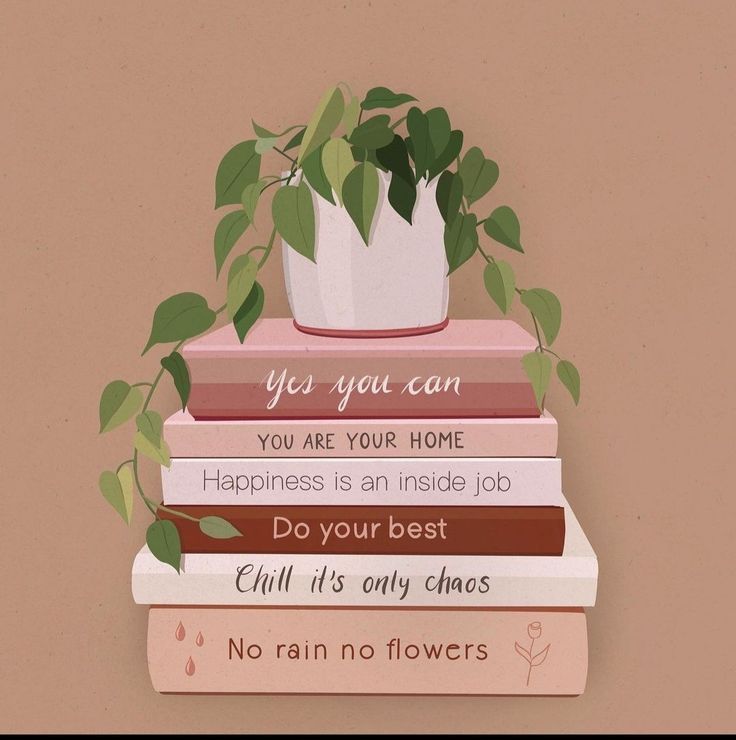 Yes you can
YOU ARE YOUR HOME
Happiness is an inside job
Do your best
Chill it's only chaos
No rain no flowers